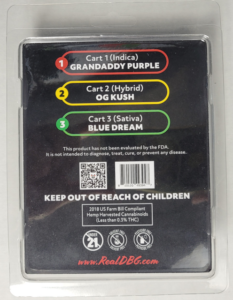 1
Cart 1 (Indica)
GRANDADDY PURPLE
2
Cart 2 (Hybrid)
OG KUSH
3
Cart 3 (Sativa)
BLUE DREAM
This product has not been evaluated by the FDA.
It is not intended to diagnose, treat, cure, or prevent any disease.
KEEP OUT OF REACH OF CHILDREN
2018 US Farm Bill Compliant
Hemp Harvested Cannabinoids
(Less than 0.3% THC)
21
www.RealDBG.com